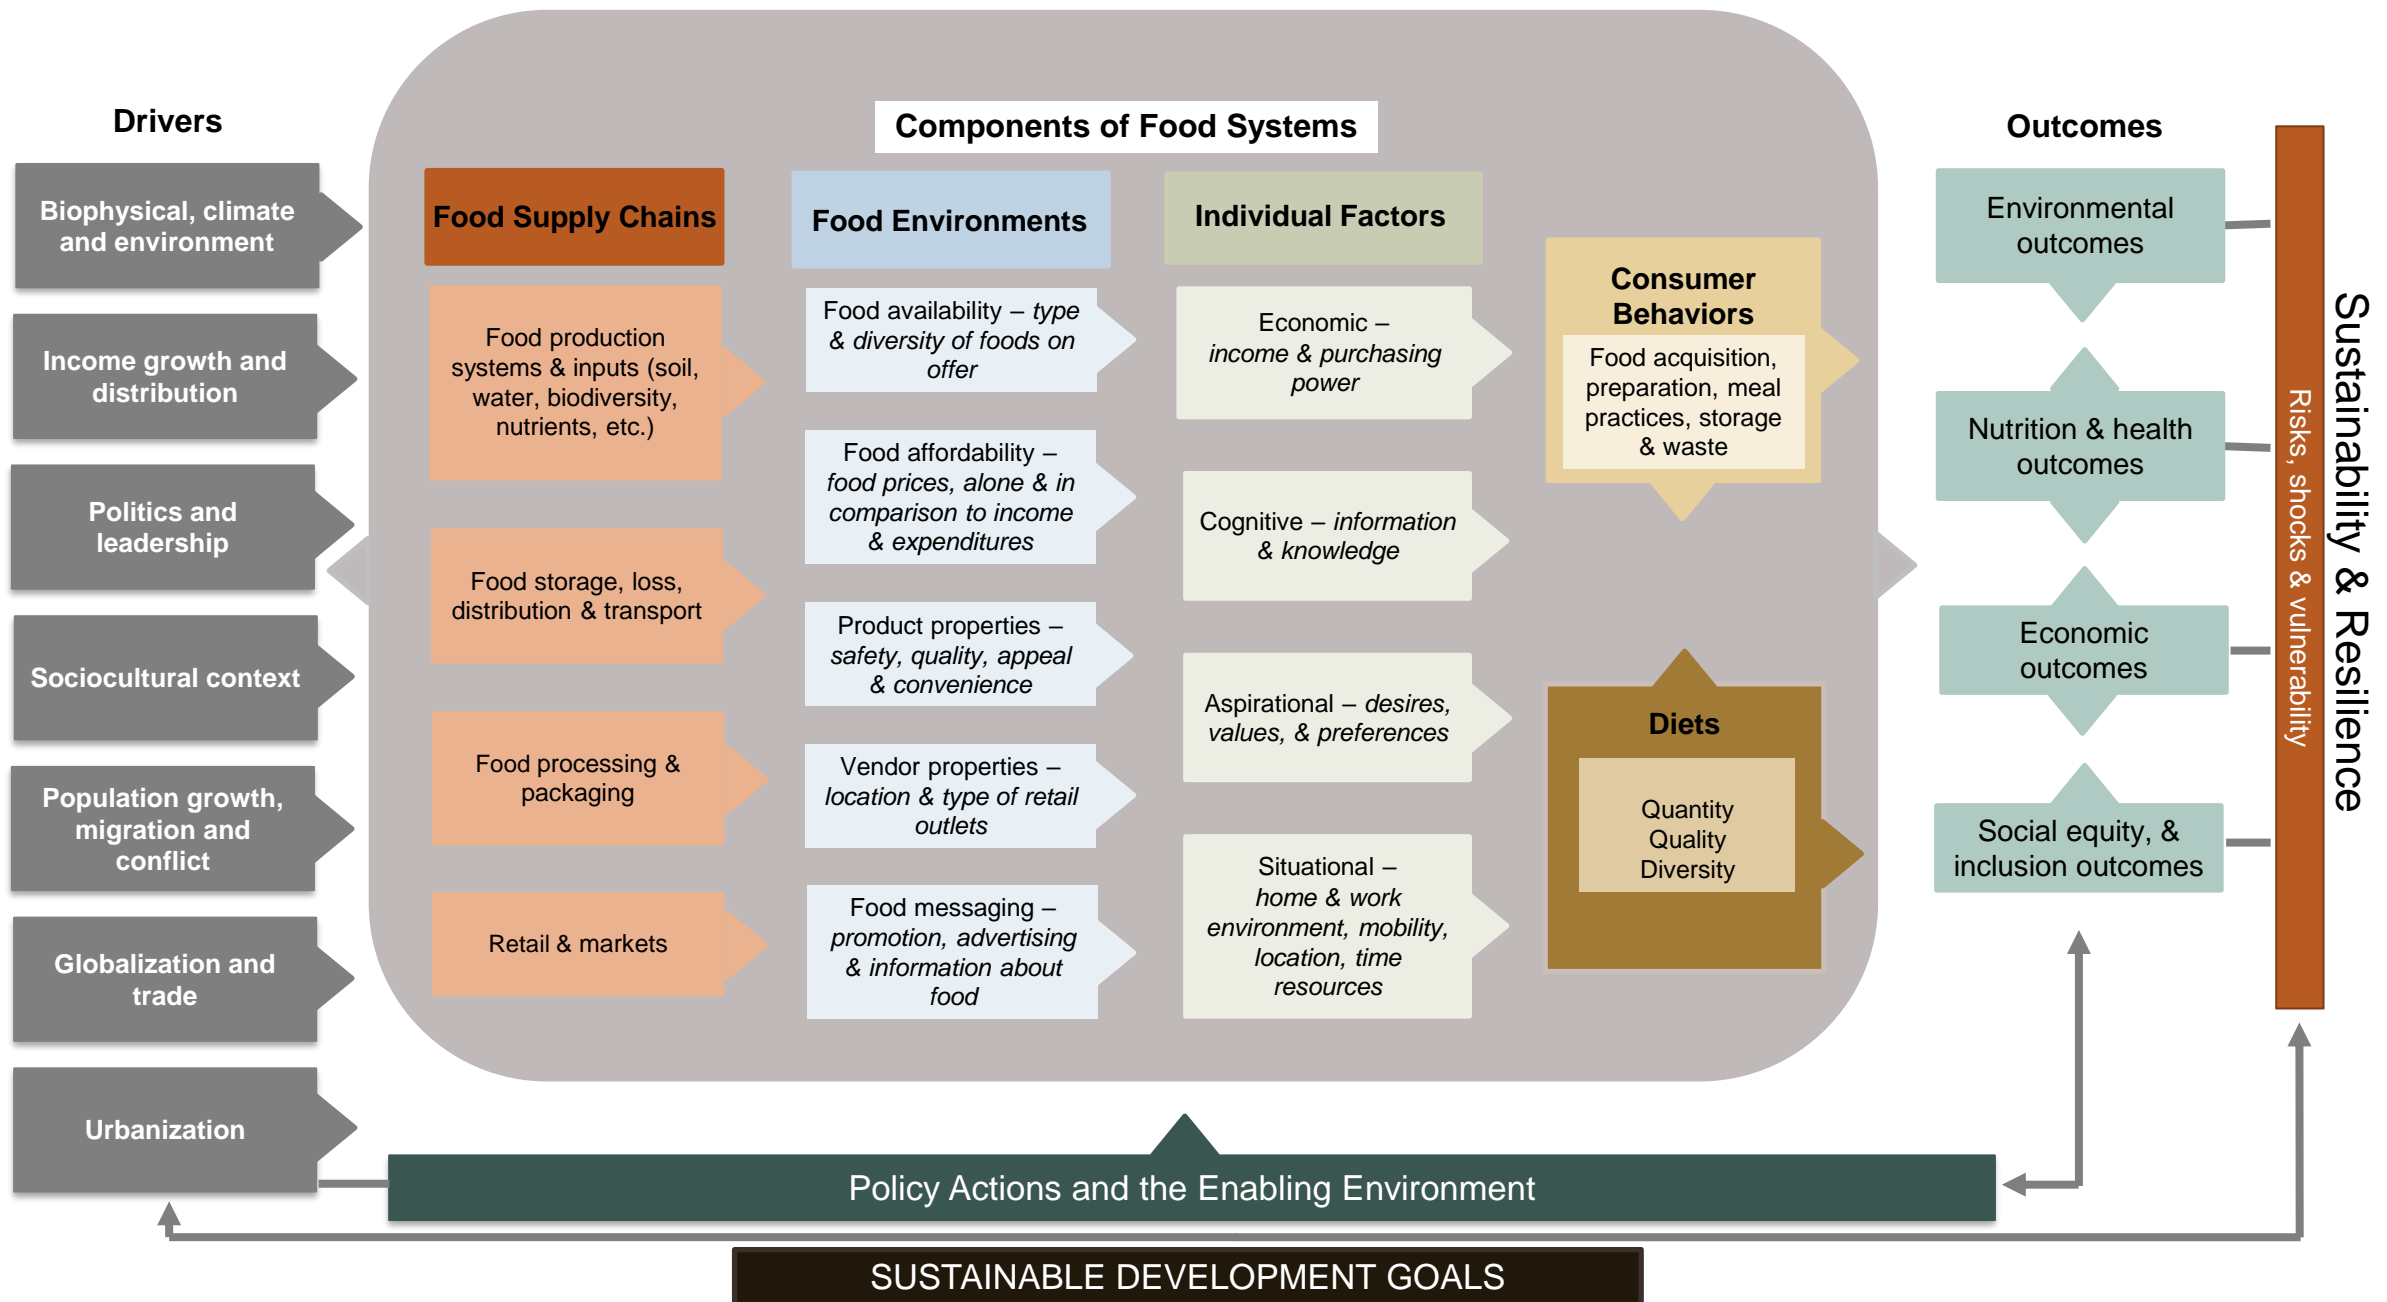 Drivers
Biophysical, climate
and environment
Income growth and
distribution
Politics and
leadership
Sociocultural context
Population growth,
migration and
conflict
Globalization and
trade
Urbanization
Components of Food Systems
Food Supply Chains
Food production
systems & inputs (soil,
water, biodiversity,
nutrients, etc.)
Food storage, loss,
distribution & transport
Food processing &
packaging
Retail & markets
Food Environments
Food availability – type
& diversity of foods on
offer
Food affordability –
food prices, alone & in
comparison to income
& expenditures
Product properties –
safety, quality, appeal
& convenience
Vendor properties –
location & type of retail
outlets
Food messaging –
promotion, advertising
& information about
food
Individual Factors
Economic –
income & purchasing
power
Cognitive – information
& knowledge
Aspirational – desires,
values, & preferences
Situational –
home & work
environment, mobility,
location, time
resources
Consumer
Behaviors
Food acquisition,
preparation, meal
practices, storage
& waste
Diets
Quantity
Quality
Diversity
Outcomes
Environmental
outcomes
Nutrition & health
outcomes
Economic
outcomes
Social equity, &
inclusion outcomes
Risks, shocks & vulnerability
Sustainability & Resilience
Policy Actions and the Enabling Environment
SUSTAINABLE DEVELOPMENT GOALS